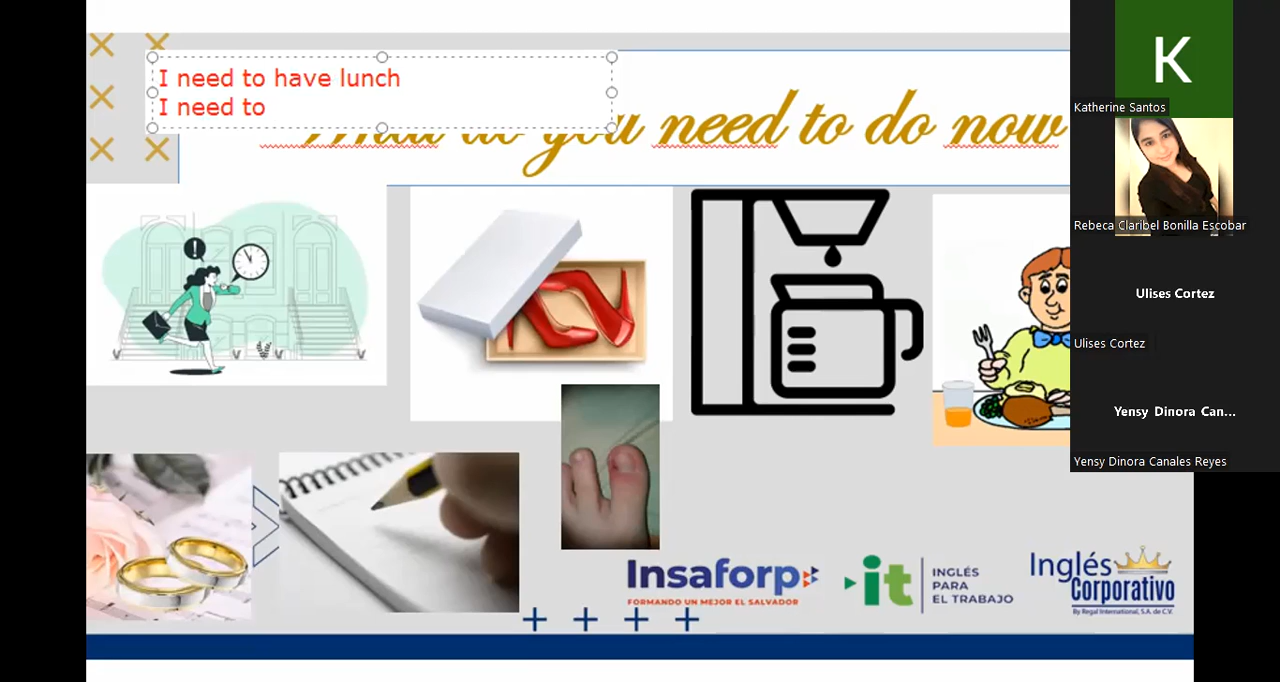 I need to have lunch
I need to
What do you need to do now
K
Katherine Santos
Rebeca Claribel Bonilla Escobar
Ulises Cortez
Ulises Cortez
Yensy Dinora Can...
Yensy Dinora Canales Reyes
Insaforp
FORMANDO UN MEJOR EL SALVADOR
it
INGLÉS
PARA
EL TRABAJO
Inglés
Corporativo
By Regal International, S.A. de C.V.